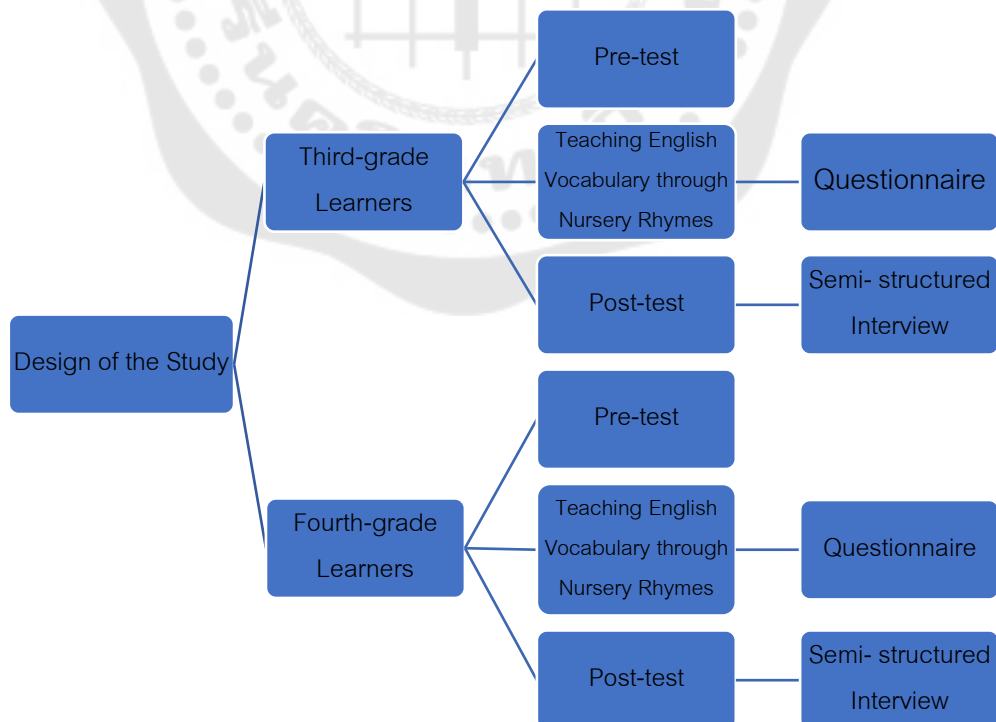 Pre-test
Teaching English
Vocabulary through
Nursery Rhymes
Questionnaire
Third-grade
Learners
Post-test
Semi- structured
Interview
Design of the Study
Pre-test
Fourth-grade
Learners
Teaching English
Vocabulary through
Nursery Rhymes
Questionnaire
Post-test
Semi- structured
Interview